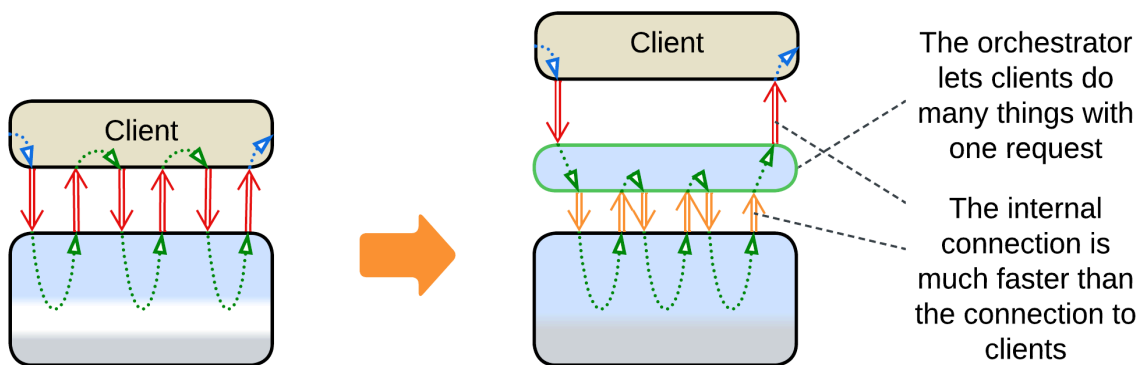 Client
Client
The orchestrator
lets clients do
many things with
one request
The internal
connection is
much faster than
the connection to
clients